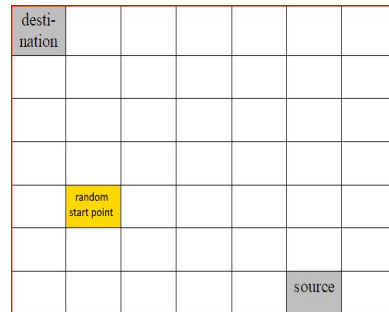 desti-
nation
random
start point
source